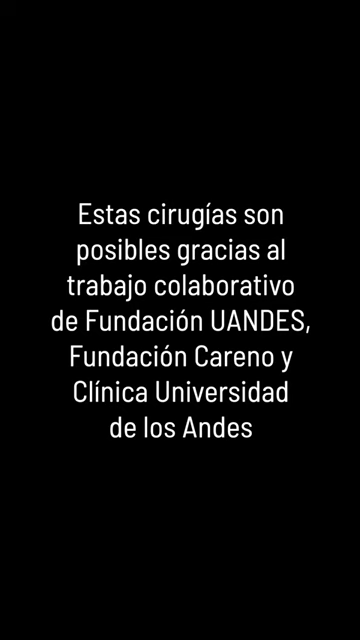 Estas cirugías son
posibles gracias al
trabajo colaborativo
de Fundación UANDES,
Fundación Careno y
Clínica Universidad
de los Andes